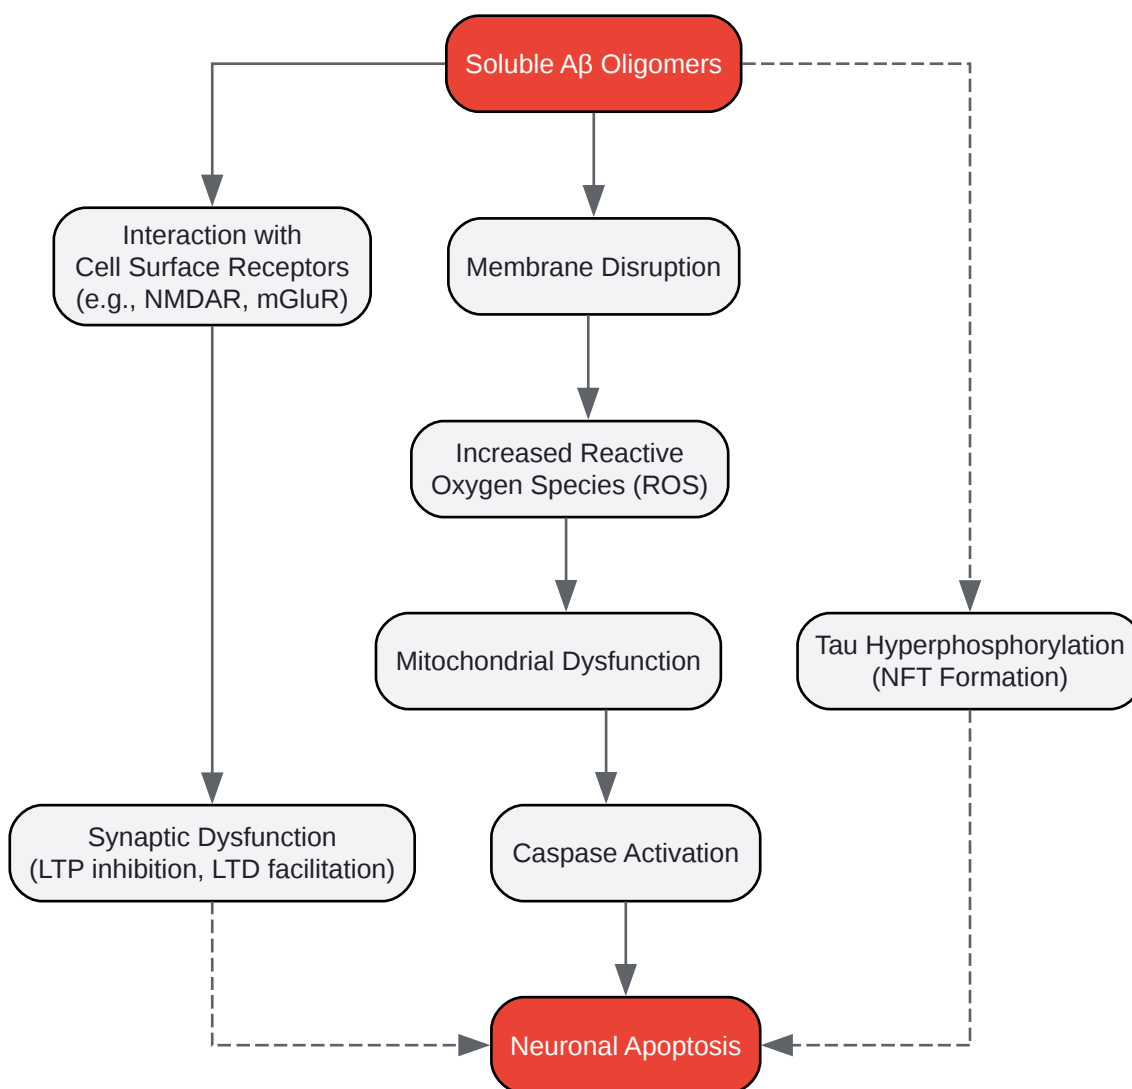 Soluble Aβ Oligomers
Interaction with
Cell Surface Receptors
(e.g., NMDAR, mGluR)
Membrane Disruption
Increased Reactive
Oxygen Species (ROS)
Mitochondrial Dysfunction
Tau Hyperphosphorylation
(NFT Formation)
Synaptic Dysfunction
(LTP inhibition, LTD facilitation)
Caspase Activation
Neuronal Apoptosis